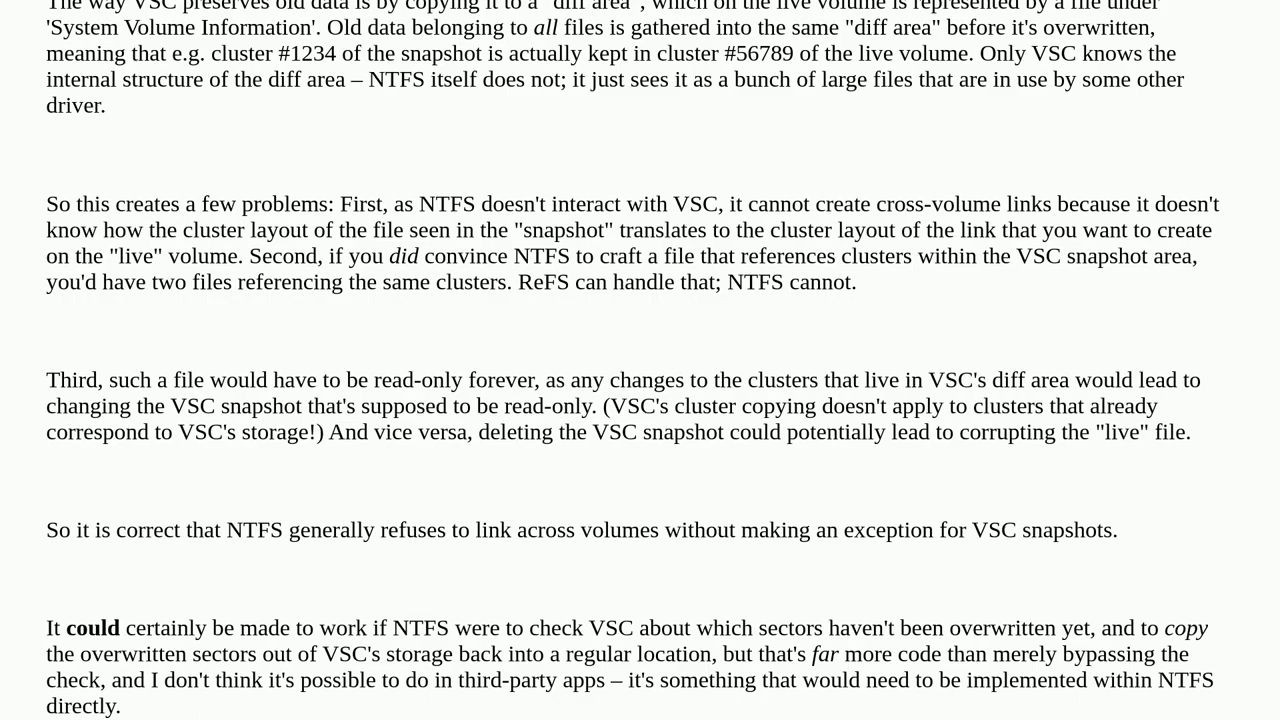 The way VSC preserves old data is by copying it to a "diff area", which on the live volume is represented by a file under
'System Volume Information'. Old data belonging to all files is gathered into the same "diff area" before it's overwritten,
meaning that e.g. cluster #1234 of the snapshot is actually kept in cluster #56789 of the live volume. Only VSC knows the
internal structure of the diff area – NTFS itself does not; it just sees it as a bunch of large files that are in use by some other
driver.
So this creates a few problems: First, as NTFS doesn't interact with VSC, it cannot create cross-volume links because it doesn't
know how the cluster layout of the file seen in the "snapshot" translates to the cluster layout of the link that you want to create
on the "live" volume. Second, if you did convince NTFS to craft a file that references clusters within the VSC snapshot area,
you'd have two files referencing the same clusters. ReFS can handle that; NTFS cannot.
Third, such a file would have to be read-only forever, as any changes to the clusters that live in VSC's diff area would lead to
changing the VSC snapshot that's supposed to be read-only. (VSC's cluster copying doesn't apply to clusters that already
correspond to VSC's storage!) And vice versa, deleting the VSC snapshot could potentially lead to corrupting the "live" file.
So it is correct that NTFS generally refuses to link across volumes without making an exception for VSC snapshots.
It could certainly be made to work if NTFS were to check VSC about which sectors haven't been overwritten yet, and to copy
the overwritten sectors out of VSC's storage back into a regular location, but that's far more code than merely bypassing the
check, and I don't think it's possible to do in third-party apps – it's something that would need to be implemented within NTFS
directly.